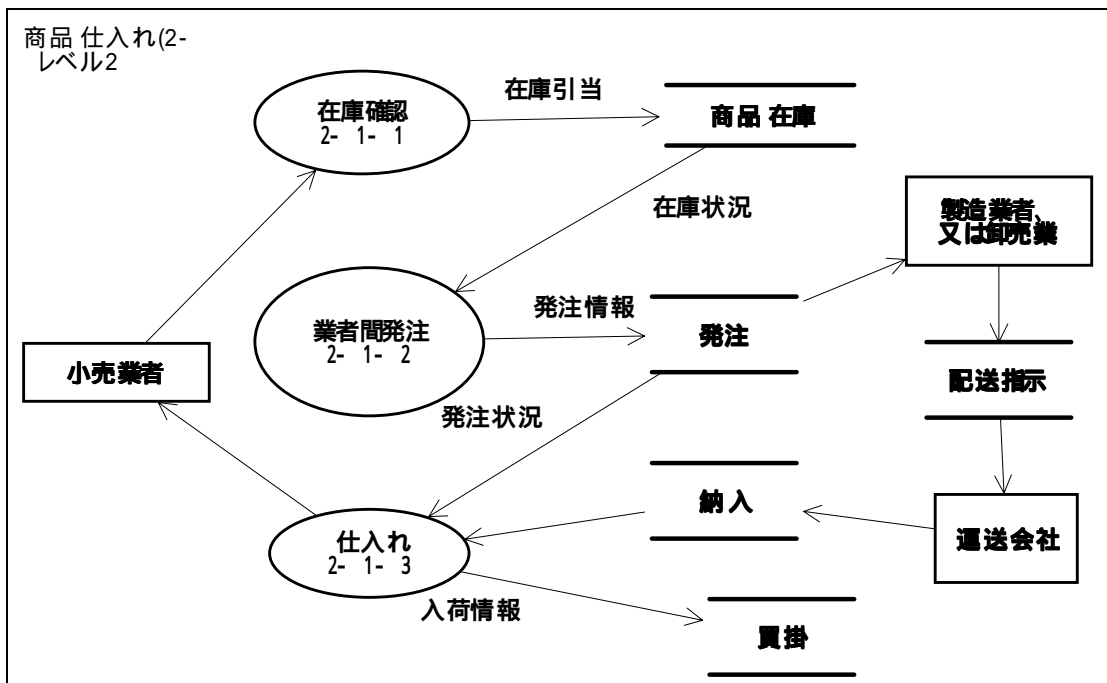 商品 仕入れ(2-
レベル2
在庫確認
2- 1- 1
在庫引当
商品 在庫
在庫状況
製造業者、
又は卸売業
業者間発注
2- 1- 2
発注情報
発注
小売業者
配送指示
発注状況
納入
仕入れ
2- 1- 3
運送会社
入荷情報
買掛